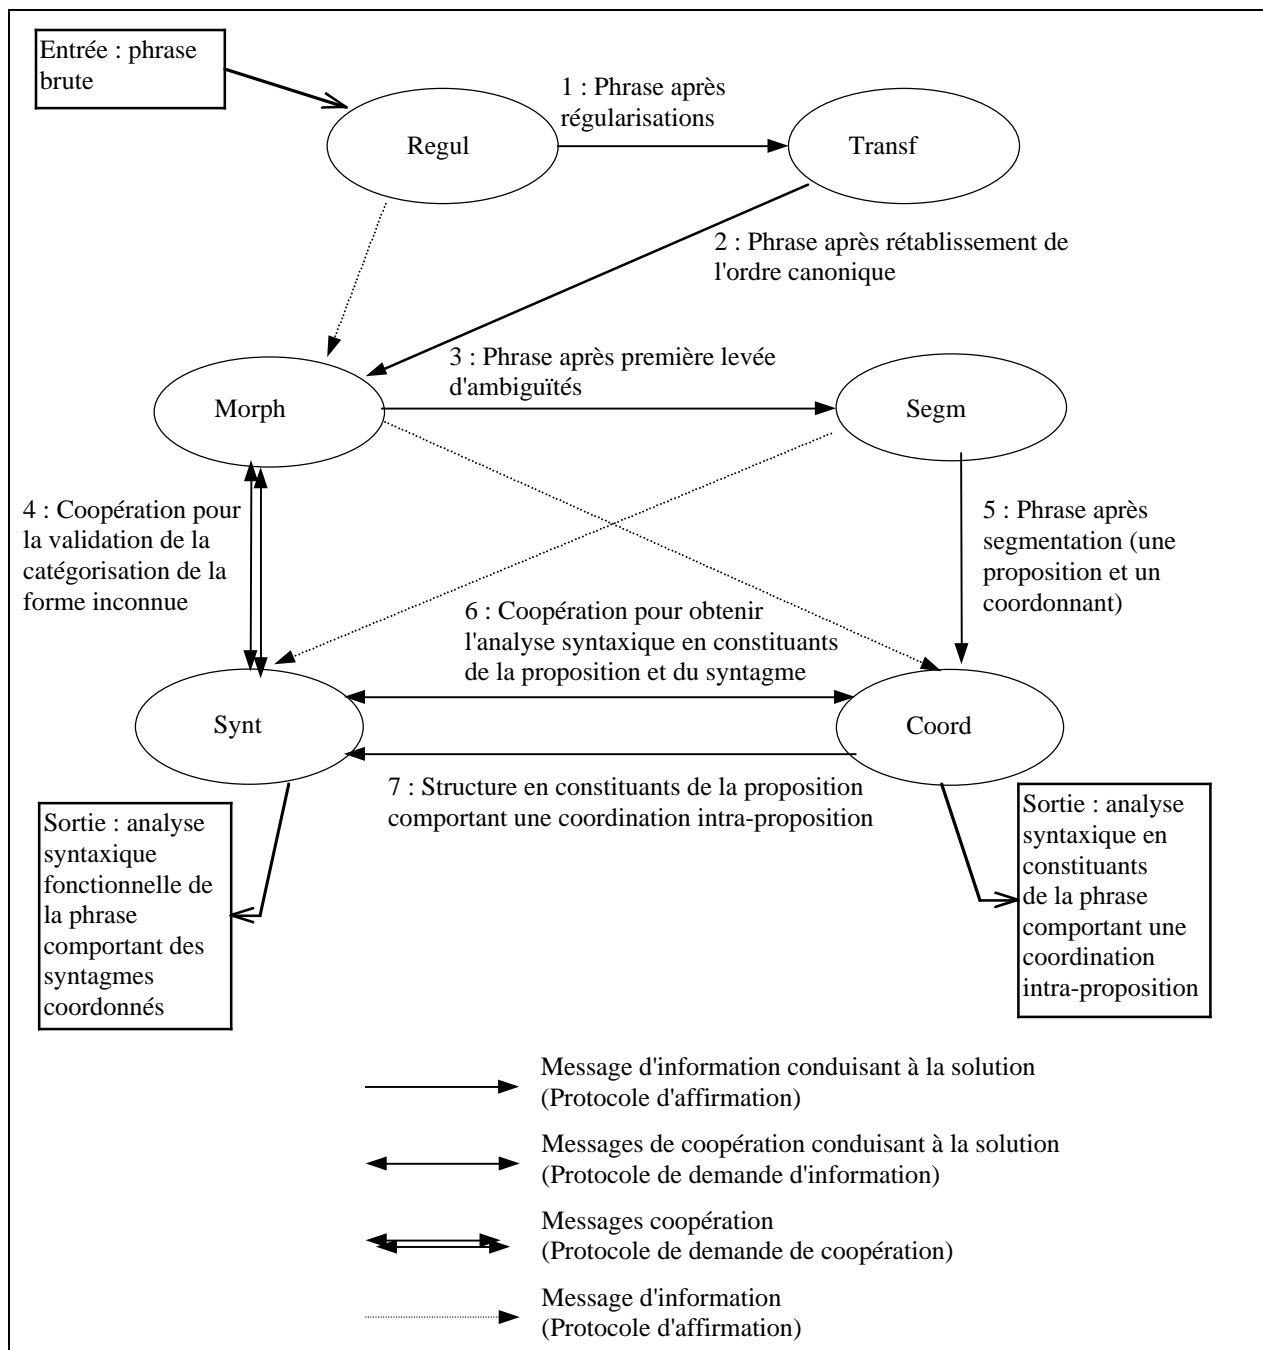 Entrée : phrase
brute
1 : Phrase après
régularisations
Regul
Transf
2 : Phrase après rétablissement de
l'ordre canonique
3 : Phrase après première levée
d'ambiguïtés
Morph
Segm
4 : Coopération pour
la validation de la
catégorisation de la
forme inconnue
5 : Phrase après
segmentation (une
proposition et un
coordonnant)
6 : Coopération pour obtenir
l'analyse syntaxique en constituants
de la proposition et du syntagme
Synt
Coord
7 : Structure en constituants de la proposition
comportant une coordination intra-proposition
Sortie : analyse
syntaxique
fonctionnelle de
la phrase
comportant des
syntagmes
coordonnés
Sortie : analyse
syntaxique en
constituants
de la phrase
comportant une
coordination
intra-proposition
Message d'information conduisant à la solution
(Protocole d'affirmation)
Messages de coopération conduisant à la solution
(Protocole de demande d'information)
Messages coopération
(Protocole de demande de coopération)
Message d'information
(Protocole d'affirmation)